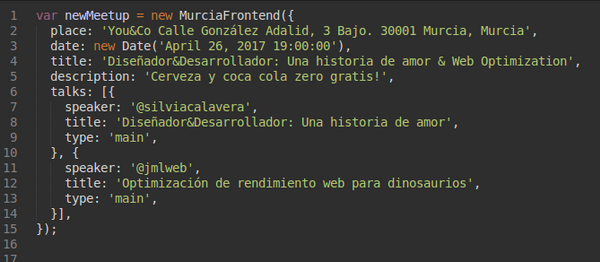 1 var newMeetup = new MurciaFrontend({
2 place: 'You&Co Calle González Adalid, 3 Bajo. 30001 Murcia, Murcia',
3 date: new Date('April 26, 2017 19:00:00'),
4 title: 'Diseñador&Desarrollador: Una historia de amor & Web Optimization',
5 description: 'Cerveza y coca cola zero gratis!',
6 talks: [{
7 speaker: '@silviacalavera',
8 title: 'Diseñador&Desarrollador: Una historia de amor',
9 type: 'main',
10 }, {
11 speaker: '@jmlweb',
12 title: 'Optimización de rendimiento web para dinosaurios',
13 type: 'main',
14 }],
15 });
16
17